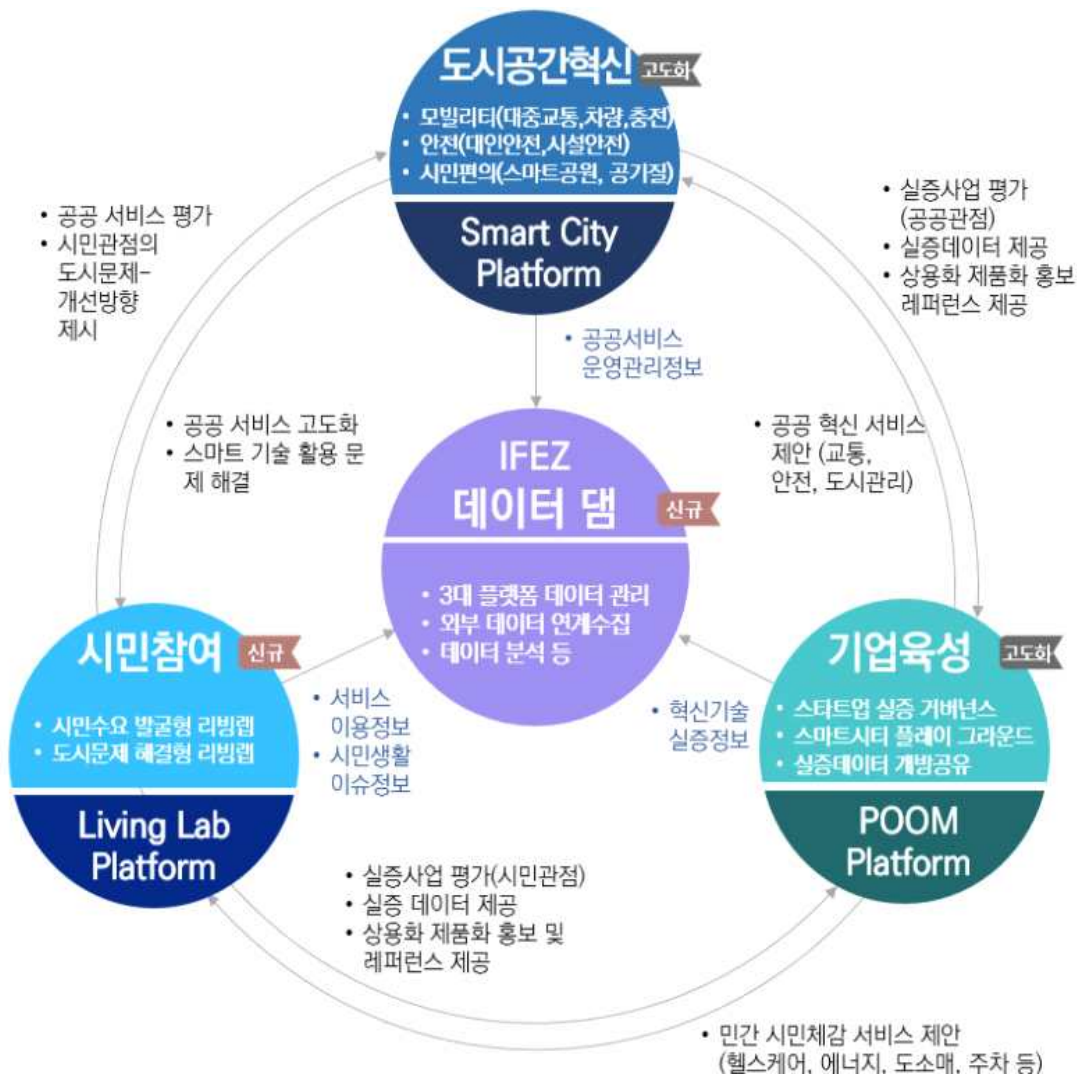 도시공간혁신 고도화
• 모빌리티(대중교통,차량,충전)
• 안전(대인안전,시설안전)
• 시민편의(스마트공원, 공기질)
Smart City
Platform
• 공공 서비스 평가
• 시민관점의
도시문제-
개선방향
제시
• 실증사업 평가
(공공관점)
• 실증데이터 제공
• 상용화 제품화 홍보
레퍼런스 제공
• 공공서비스
운영관리정보
• 공공 서비스 고도화
• 스마트 기술 활용 문
제 해결
• 공공 혁신 서비스
제안 (교통,
안전, 도시관리)
IFEZ
데이터 댐 신규
• 3대 플랫폼 데이터 관리
• 외부 데이터 연계수집
• 데이터 분석 등
시민참여 신규
• 시민수요 발굴형 리빙랩
• 도시문제 해결형 리빙랩
Living Lab
Platform
• 서비스
이용정보
• 시민생활
이슈정보
• 혁신기술
실증정보
기업육성 고도화
• 스타트업 실증 거버넌스
• 스마트시티 플레이 그라운드
• 실증데이터 개방공유
POOM
Platform
• 실증사업 평가(시민관점)
• 실증 데이터 제공
• 상용화 제품화 홍보 및
레퍼런스 제공
• 민간 시민체감 서비스 제안
(헬스케어, 에너지, 도소매, 주차 등)